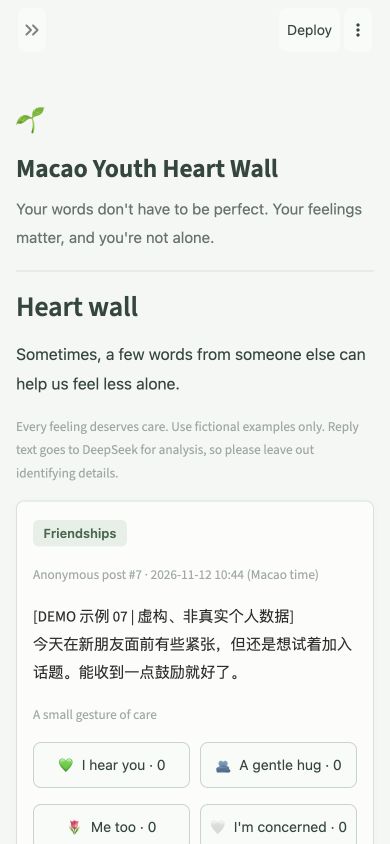 Deploy
Macao Youth Heart Wall
Your words don't have to be perfect. Your feelings
matter, and you're not alone.
Heart wall
Sometimes, a few words from someone else can
help us feel less alone.
Every feeling deserves care. Use fictional examples only. Reply
text goes to DeepSeek for analysis, so please leave out
identifying details.
Friendships
Anonymous post #7 · 2026-11-12 10:44 (Macao time)
[DEMO 示例 07 | 虚构、非真实个人数据]
今天在新朋友面前有些紧张，但还是想试着加入
话题。能收到一点鼓励就好了。
A small gesture of care
💚 I hear you · 0
🫂 A gentle hug · 0
🌷 Me too · 0
🤍 I'm concerned · 0